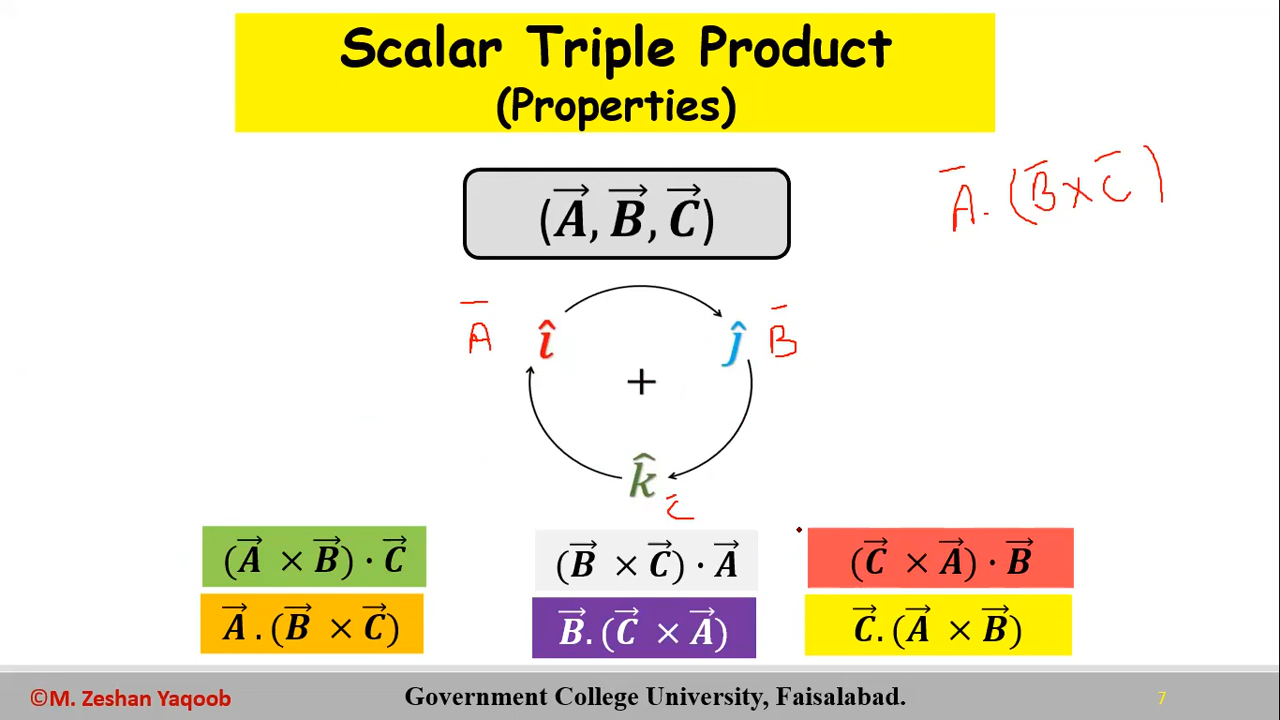 Scalar Triple Product
(Properties)
A̅.(B̅×C̅)
(A⃗, B⃗, C⃗)
A̅ î ĵ B̅
+
k̂
C̅
(A⃗ × B⃗) · C⃗
(B⃗ × C⃗) · A⃗
(C⃗ × A⃗) · B⃗
A⃗ . (B⃗ × C⃗)
B⃗. (C⃗ × A⃗)
C⃗. (A⃗ × B⃗)
©M. Zeshan Yaqoob
Government College University, Faisalabad.
7